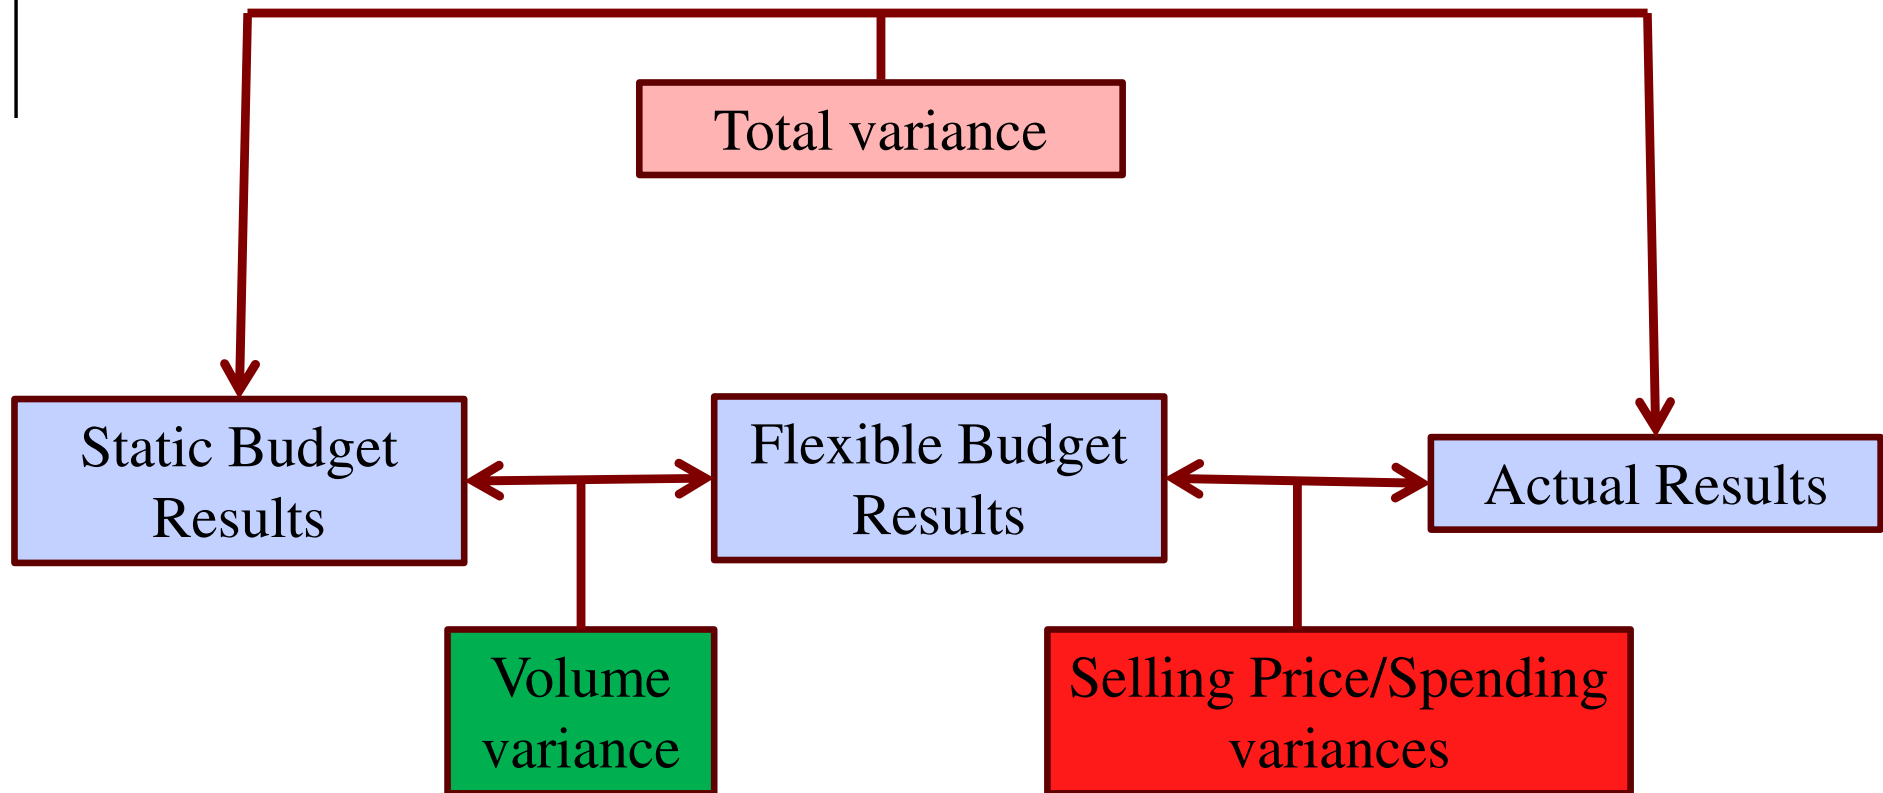 Total variance
Static Budget
Results
Flexible Budget
Results
Actual Results
Volume
variance
Selling Price/Spending
variances